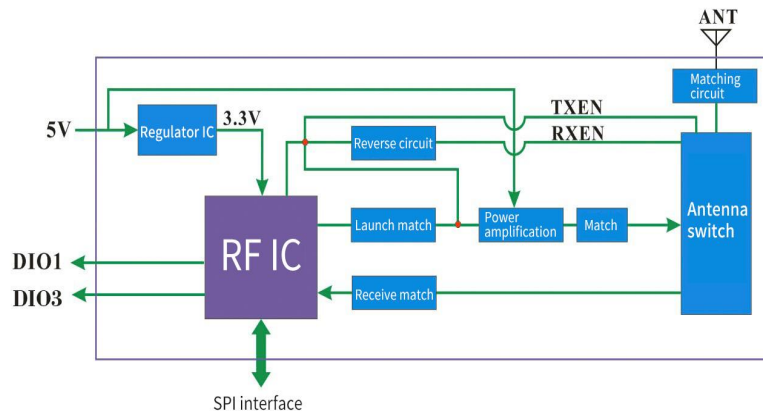 ANT
Matching
circuit
5V
Regulator IC
3.3V
TXEN
Reverse circuit
RXEN
Antenna
switch
RF IC
Launch match
Power
amplification
Match
DIO1
DIO3
Receive match
SPI interface